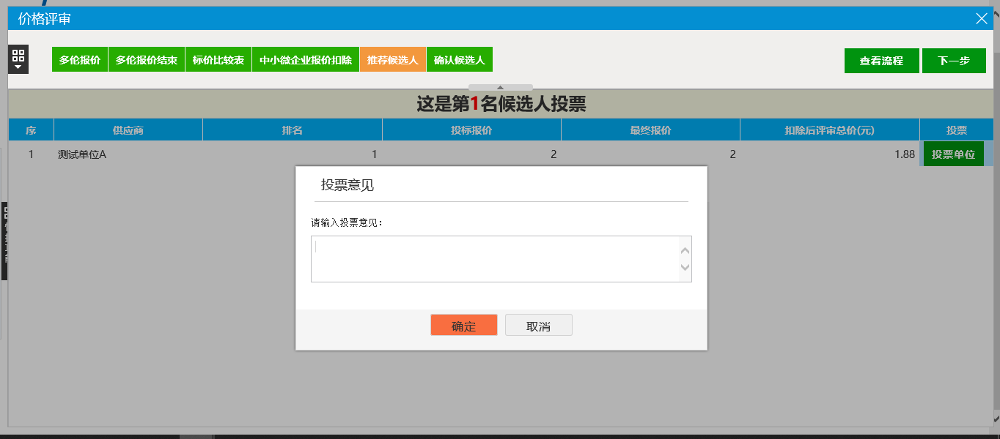 价格评审
多伦报价 多伦报价结束 标价比较表 中小微企业报价扣除 推荐候选人 确认候选人 查看流程 下一步
这是第1名候选人投票
序 供应商 排名 投标报价 最终报价 扣除后评审总价(元) 投票
1 测试单位A 1 2 2 1.88 投票单位
投票意见
请输入投票意见：
确定 取消